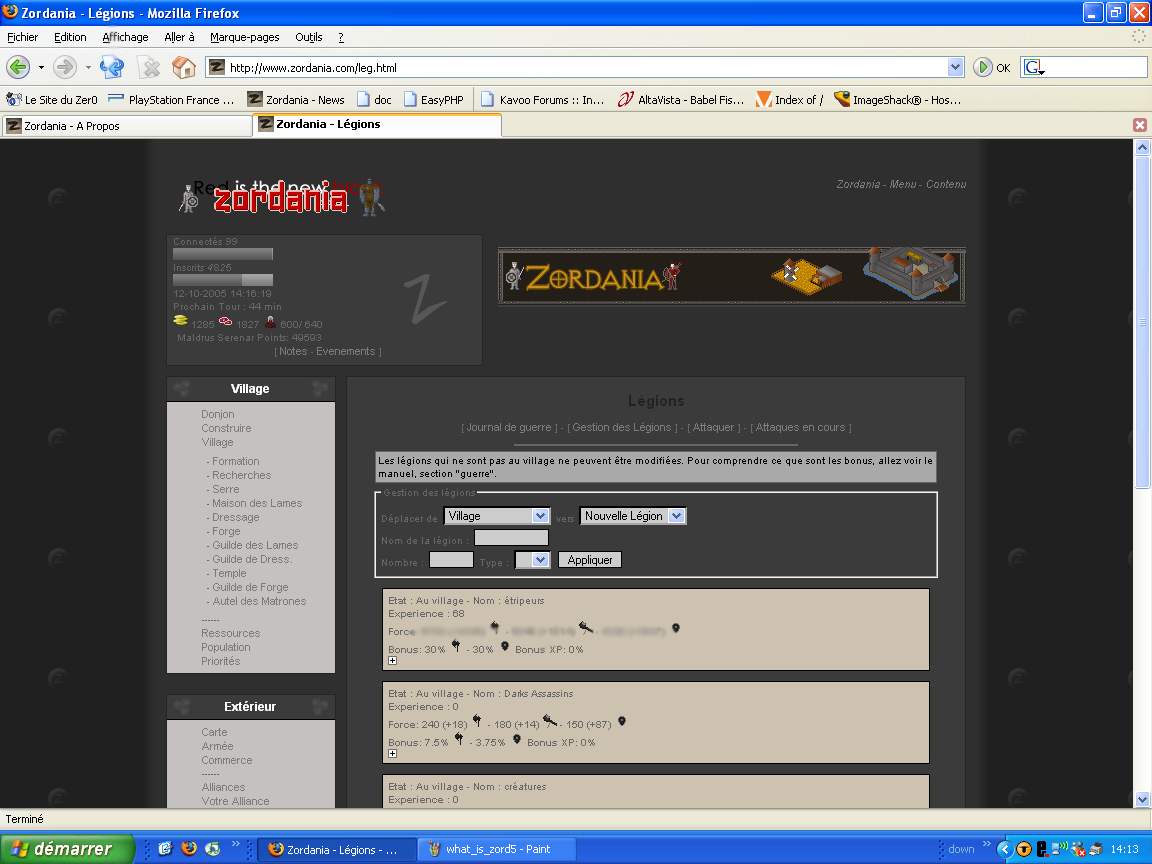 Zordania - Légions - Mozilla Firefox
Fichier Edition Affichage Aller à Marque-pages Outils ?
http://www.zordania.com/leg.html OK G
Le Site du Zer0 PlayStation France ... Zordania - News doc EasyPHP Kavoo Forums :: In... AltaVista - Babel Fis... Index of / ImageShack® - Hos...
Zordania - A Propos Zordania - Légions
Red is the new
zordania
Zordania - Menu - Contenu
Connectés 99
Inscrits 4825
12-10-2005 14:16:19
Prochain Tour : 44 min
1285 1827 600/ 640
Maldrus Serenar Points: 49593
[ Notes - Evenements ]
Z
ZORDANIA
Village
Donjon
Construire
Village
- Formation
- Recherches
- Serre
- Maison des Lames
- Dressage
- Forge
- Guilde des Lames
- Guilde de Dress.
- Temple
- Guilde de Forge
- Autel des Matrones
------
Ressources
Population
Priorités
Extérieur
Carte
Armée
Commerce
------
Alliances
Votre Alliance
Légions
[ Journal de guerre ] - [ Gestion des Légions ] - [ Attaquer ] - [ Attaques en cours ]
Les légions qui ne sont pas au village ne peuvent être modifiées. Pour comprendre ce que sont les bonus, allez voir le
manuel, section "guerre".
Gestion des légions
Déplacer de Village vers Nouvelle Légion
Nom de la légion :
Nombre : Type : Appliquer
Etat : Au village - Nom : étripeurs
Experience : 68
Force:
Bonus: 30% - 30% Bonus XP: 0%
Etat : Au village - Nom : Darks Assassins
Experience : 0
Force: 240 (+18) - 180 (+14) - 150 (+87)
Bonus: 7.5% - 3.75% Bonus XP: 0%
Etat : Au village - Nom : créatures
Experience : 0
Terminé
démarrer » Zordania - Légions - ... what_is_zord5 - Paint down » 14:13